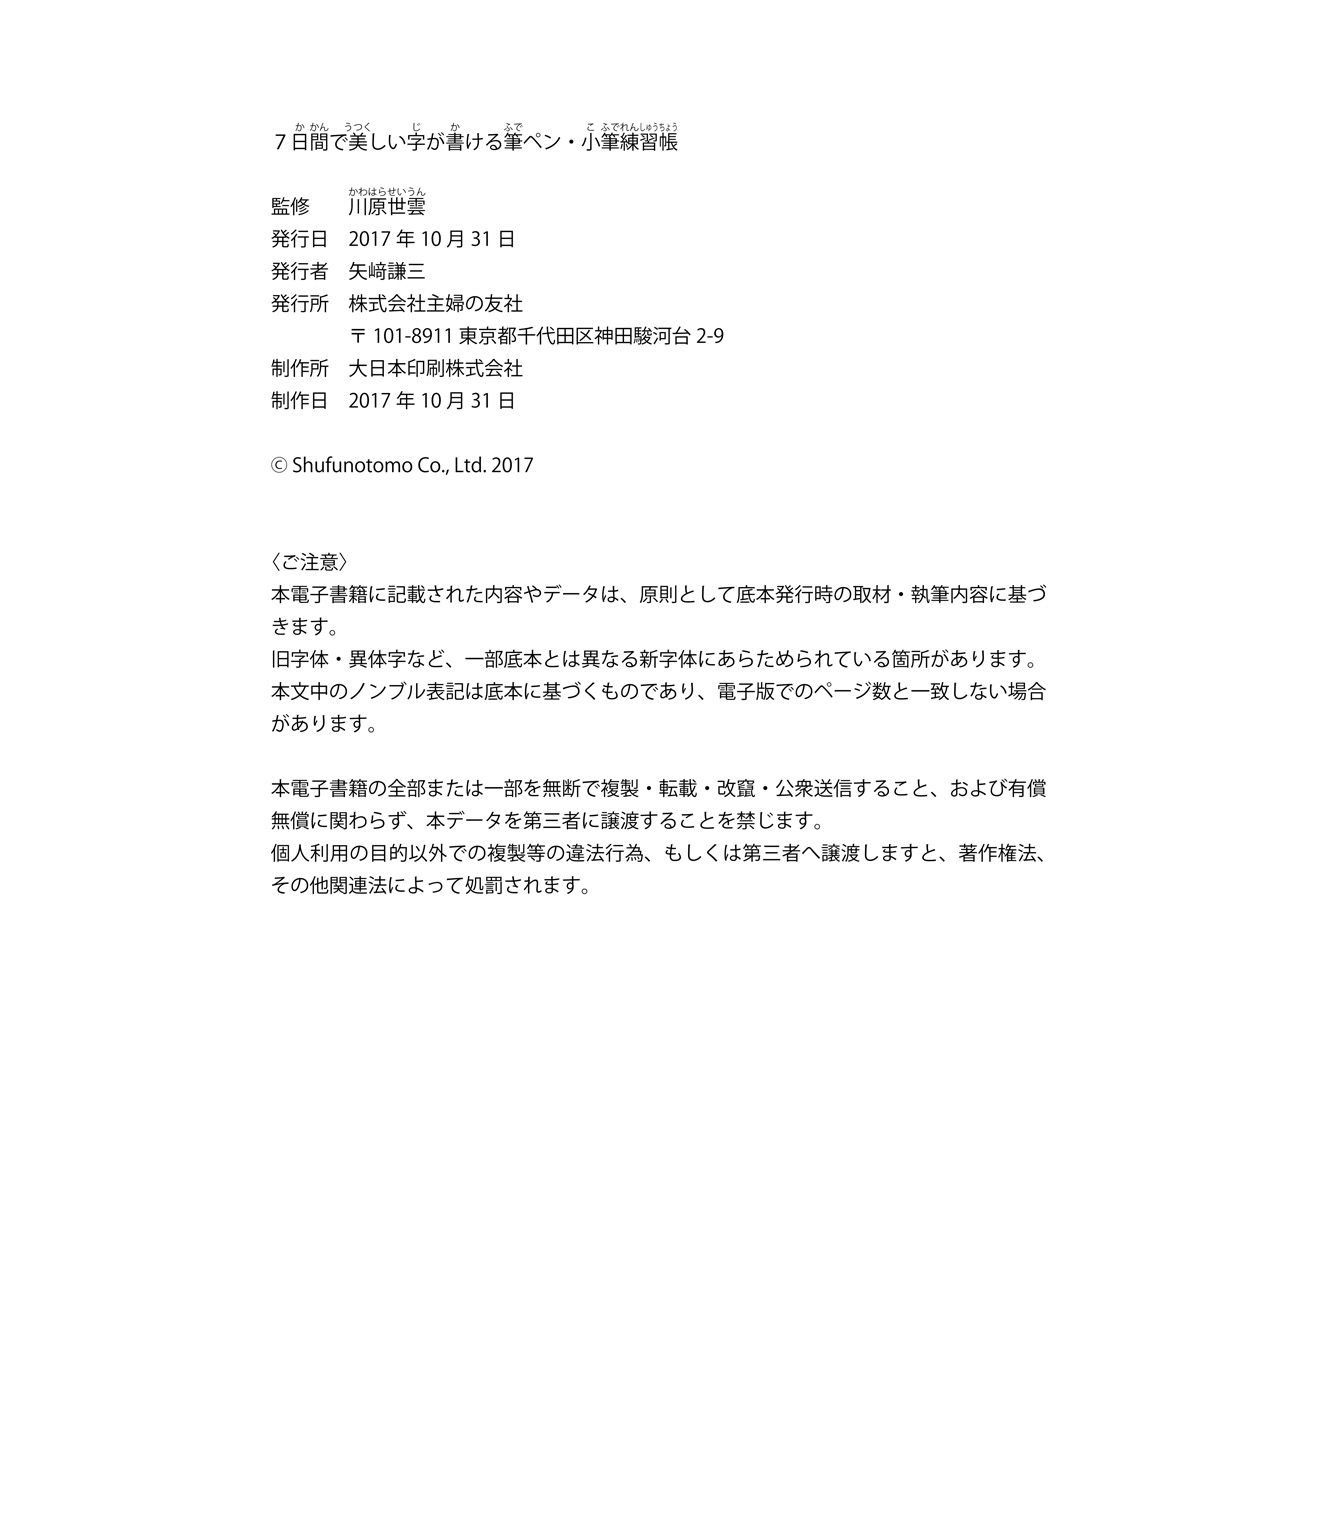 ７日間で美しい字が書ける筆ペン・小筆練習帳
監修　　川原世雲
発行日　2017 年 10 月 31 日
発行者　矢﨑謙三
発行所　株式会社主婦の友社
〒 101-8911 東京都千代田区神田駿河台 2-9
制作所　大日本印刷株式会社
制作日　2017 年 10 月 31 日
© Shufunotomo Co., Ltd. 2017
〈ご注意〉
本電子書籍に記載された内容やデータは、原則として底本発行時の取材・執筆内容に基づ
きます。
旧字体・異体字など、一部底本とは異なる新字体にあらためられている箇所があります。
本文中のノンブル表記は底本に基づくものであり、電子版でのページ数と一致しない場合
があります。
本電子書籍の全部または一部を無断で複製・転載・改竄・公衆送信すること、および有償
無償に関わらず、本データを第三者に譲渡することを禁じます。
個人利用の目的以外での複製等の違法行為、もしくは第三者へ譲渡しますと、著作権法、
その他関連法によって処罰されます。